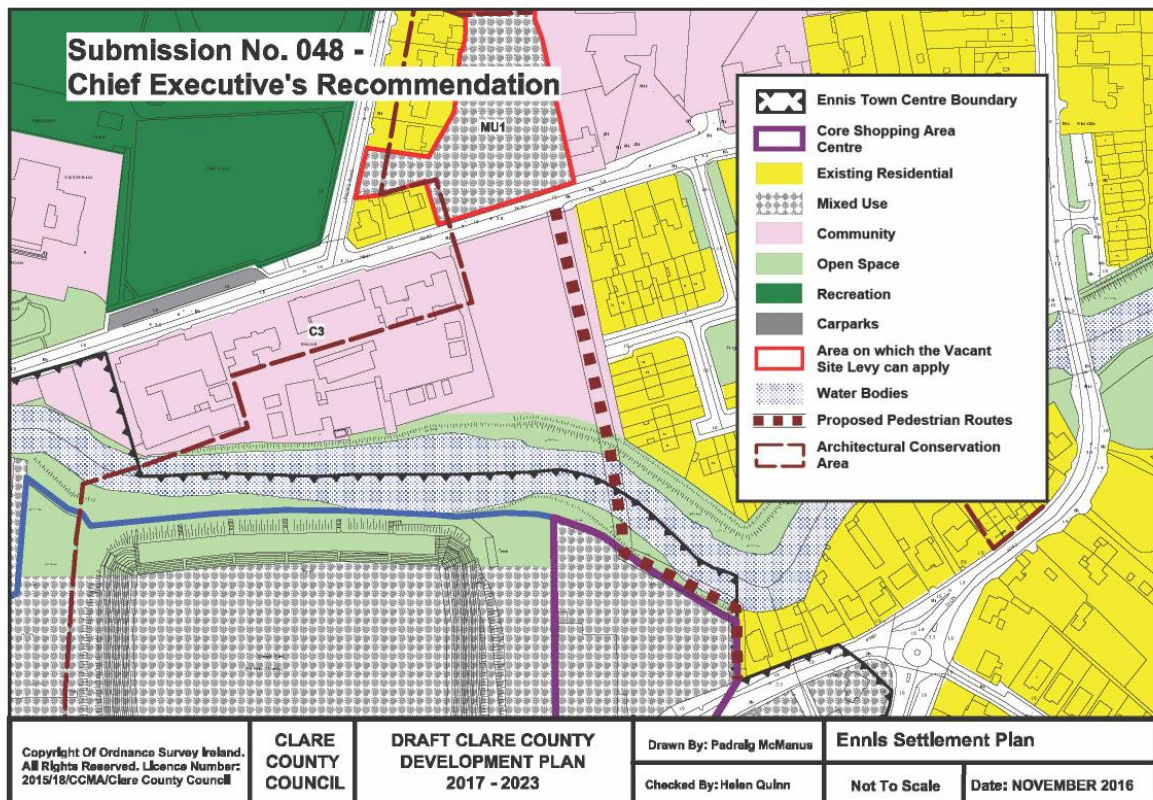 Submission No. 048 -
Chief Executive's Recommendation
MU1
C3
Ennis Town Centre Boundary
Core Shopping Area
Centre
Existing Residential
Mixed Use
Community
Open Space
Recreation
Carparks
Area on which the Vacant
Site Levy can apply
Water Bodies
Proposed Pedestrian Routes
Architectural Conservation
Area
Copyright Of Ordnance Survey Ireland.
All Rights Reserved. Licence Number:
2015/18/CCMA/Clare County Council
CLARE
COUNTY
COUNCIL
DRAFT CLARE COUNTY
DEVELOPMENT PLAN
2017 - 2023
Drawn By: Padraig McManus
Checked By: Helen Quinn
Ennis Settlement Plan
Not To Scale
Date: NOVEMBER 2016